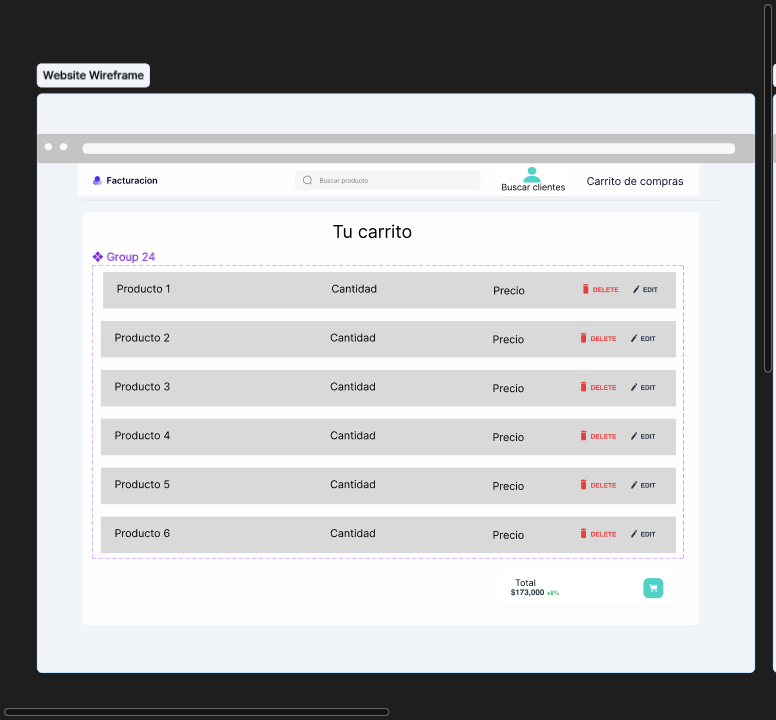 Website Wireframe
Facturacion
Buscar producto
Buscar clientes
Carrito de compras
Tu carrito
Group 24
Producto 1 Cantidad Precio DELETE EDIT
Producto 2 Cantidad Precio DELETE EDIT
Producto 3 Cantidad Precio DELETE EDIT
Producto 4 Cantidad Precio DELETE EDIT
Producto 5 Cantidad Precio DELETE EDIT
Producto 6 Cantidad Precio DELETE EDIT
Total
$173,000 +8%